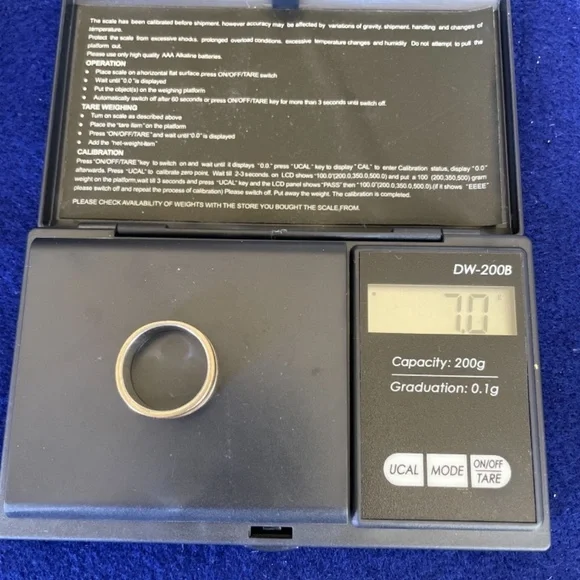 The scale has been calibrated before shipment, however accuracy may be affected by variations of gravity, shipment, handling and changes of
temperature.
Protect the scale from excessive shocks, prolonged overload conditions, excessive temperature changes and humidity Do not attempt to pull the
platform out.
Please use only high quality AAA Alkaline batteries.
OPERATION
Place scale on a horizontal flat surface,press ON/OFF/TARE switch
Wait until "0.0" is displayed
Put the object(s) on the weighing platform
Automatically switch off after 60 seconds or press ON/OFF/TARE key for more than 3 seconds until switch off.
TARE WEIGHING
Turn on scale as described above
Place the "tare item" on the platform
Press "ON/OFF/TARE" and wait until "0.0" is displayed
Add the "net-weight-item"
CALIBRATION
Press "ON/OFF/TARE" key to switch on and wait until it displays "0.0." press "UCAL" key to display " CAL" to enter Calibration status, display "0.0"
afterwards. Press "UCAL" to calibrate zero point. Wait till 2-3 seconds. on LCD shows "100.0"(200.0,350.0,500.0) and put a 100 (200,350,500) gram
weight on the platform,wait till 3 seconds and press "UCAL" key and the LCD panel shows "PASS" then "100.0"(200.0,350.0,500.0).(if it shows "EEEE"
please switch off and repeat the process of calibration) Please switch off. Put away the weight. The calibration is completed.
PLEASE CHECK AVAILABILITY OF WEIGHTS WITH THE STORE YOU BOUGHT THE SCALE,FROM.
DW-200B
7.0
Capacity: 200g
Graduation: 0.1g
UCAL MODE ON/OFF
TARE